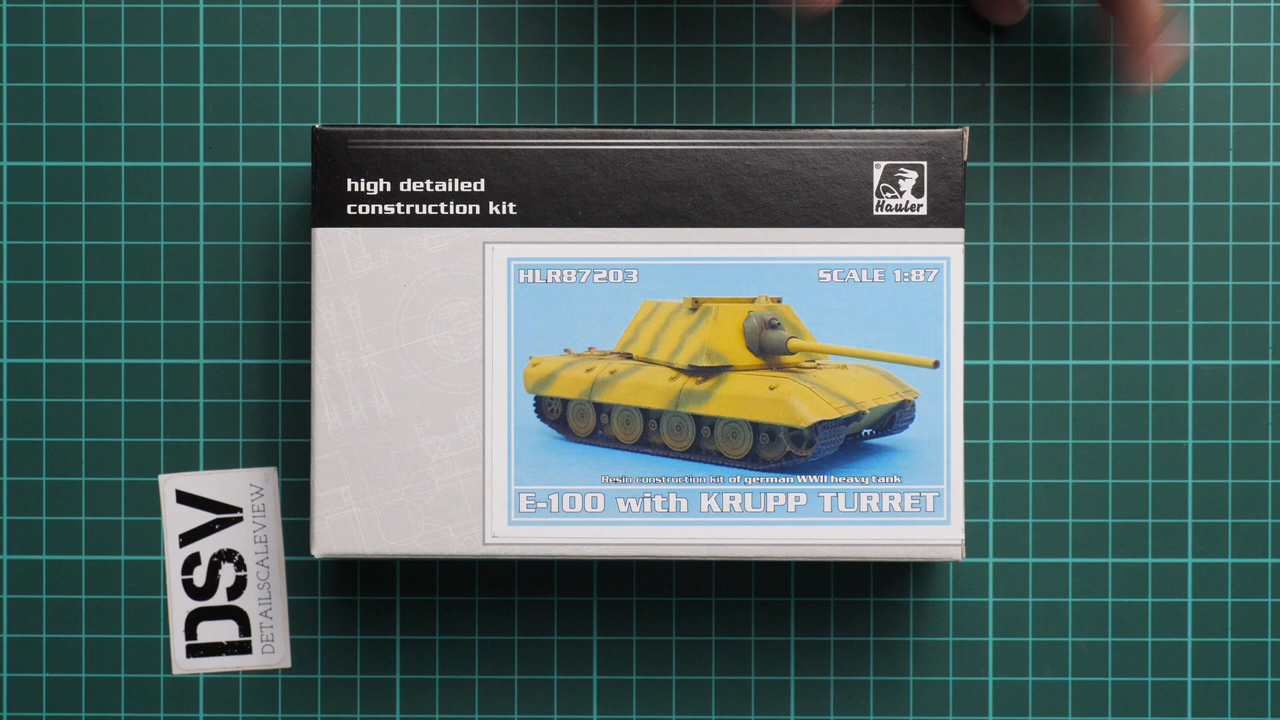 high detailed
construction kit
Hauler
HLR87203
SCALE 1:87
Resin construction kit of german WWII heavy tank
E-100 with KRUPP TURRET
DSV
DETAILSCALEVIEW